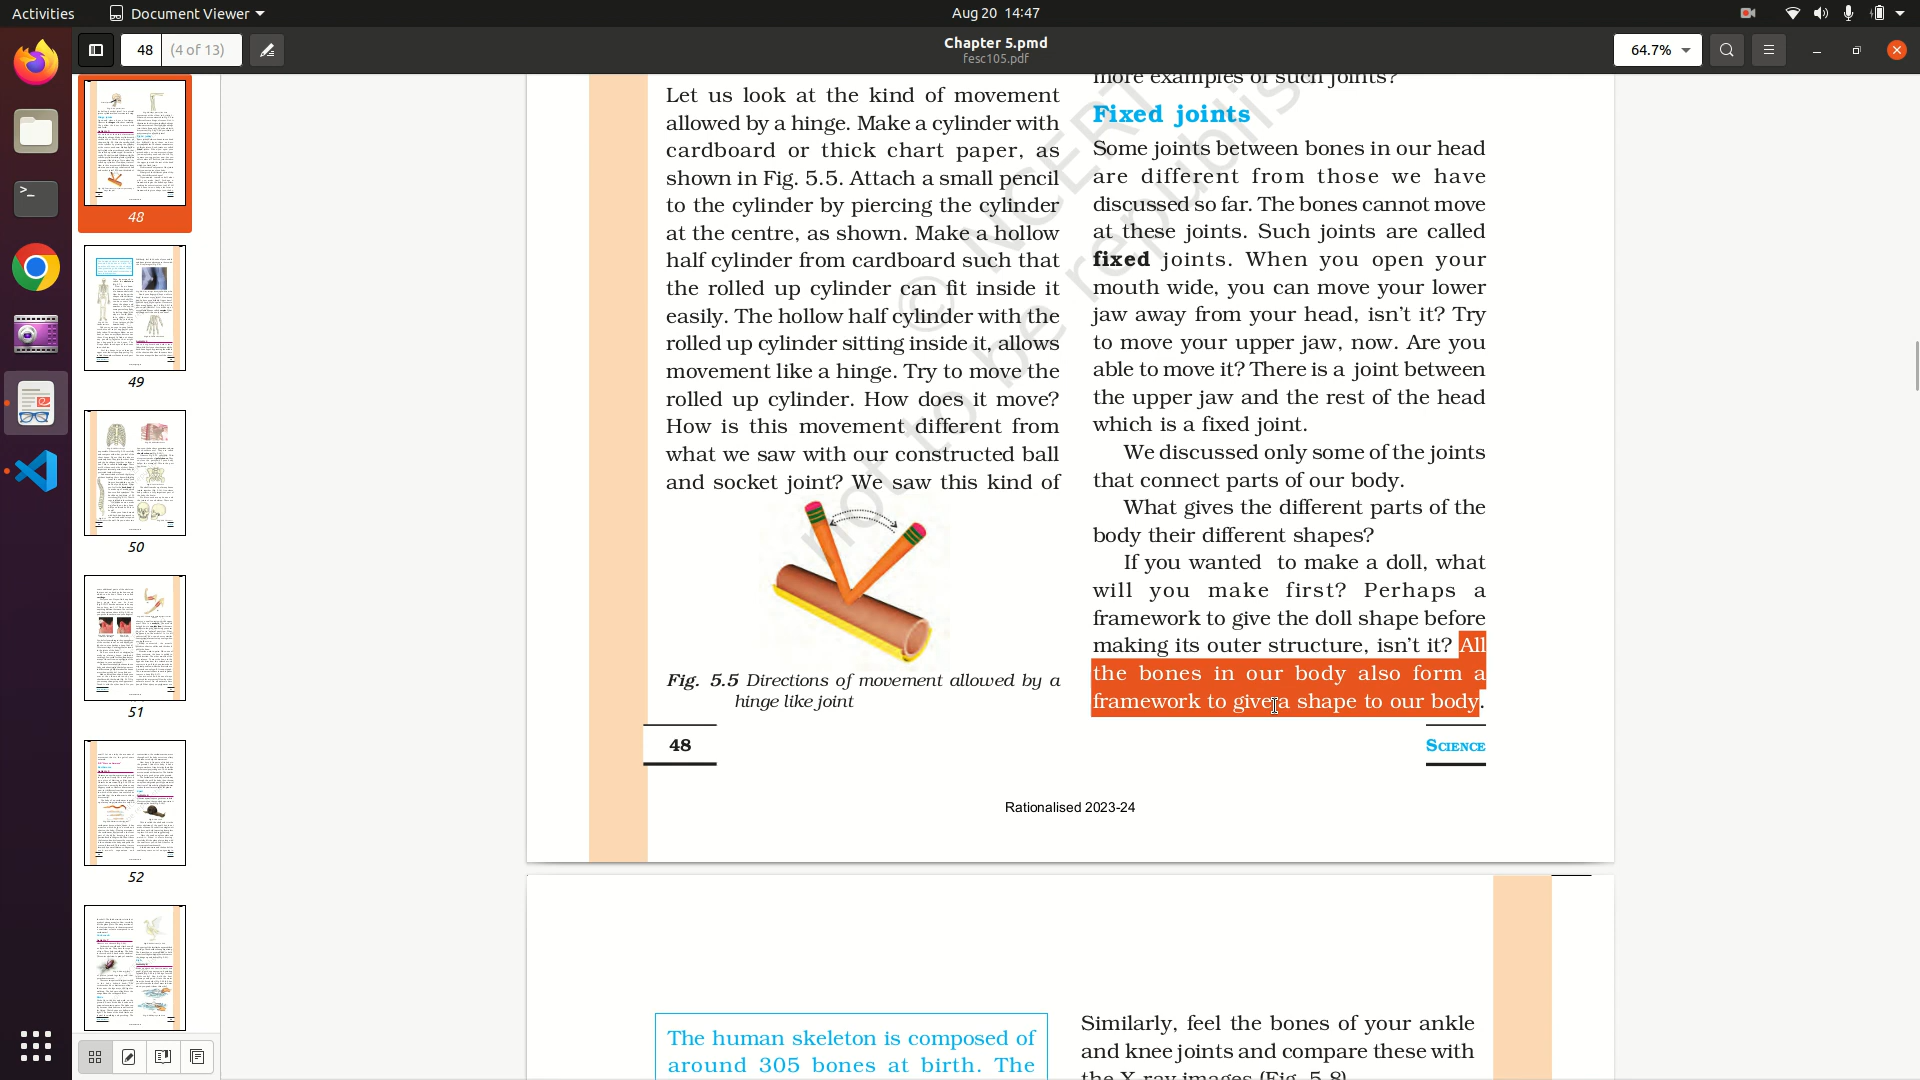 Activities
Document Viewer
Aug 20 14:47
48
(4 of 13)
Chapter 5.pmd
fesc105.pdf
64.7%
48
49
50
51
52
Let us look at the kind of movement
allowed by a hinge. Make a cylinder with
cardboard or thick chart paper, as
shown in Fig. 5.5. Attach a small pencil
to the cylinder by piercing the cylinder
at the centre, as shown. Make a hollow
half cylinder from cardboard such that
the rolled up cylinder can fit inside it
easily. The hollow half cylinder with the
rolled up cylinder sitting inside it, allows
movement like a hinge. Try to move the
rolled up cylinder. How does it move?
How is this movement different from
what we saw with our constructed ball
and socket joint? We saw this kind of
Fig. 5.5 Directions of movement allowed by a
hinge like joint
48
more examples of such joints?
Fixed joints
Some joints between bones in our head
are different from those we have
discussed so far. The bones cannot move
at these joints. Such joints are called
fixed joints. When you open your
mouth wide, you can move your lower
jaw away from your head, isn't it? Try
to move your upper jaw, now. Are you
able to move it? There is a joint between
the upper jaw and the rest of the head
which is a fixed joint.
We discussed only some of the joints
that connect parts of our body.
What gives the different parts of the
body their different shapes?
If you wanted to make a doll, what
will you make first? Perhaps a
framework to give the doll shape before
making its outer structure, isn't it? All
the bones in our body also form a
framework to give a shape to our body.
SCIENCE
© NCERT
not to be republis
Rationalised 2023-24
The human skeleton is composed of
around 305 bones at birth. The
Similarly, feel the bones of your ankle
and knee joints and compare these with
the X-ray images (Fig. 5.8).